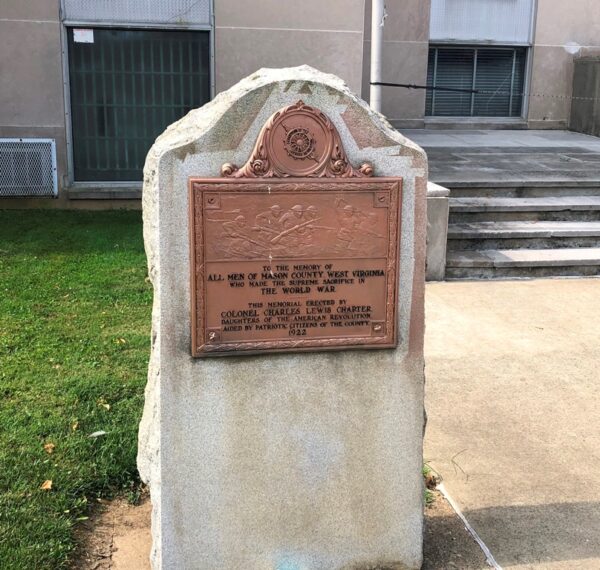 TO THE MEMORY OF
ALL MEN OF MASON COUNTY, WEST VIRGINIA
WHO MADE THE SUPREME SACRIFICE IN
THE WORLD WAR
THIS MEMORIAL ERECTED BY
COLONEL CHARLES LEWIS CHARTER
DAUGHTERS OF THE AMERICAN REVOLUTION
AIDED BY PATRIOTIC CITIZENS OF THE COUNTY.
1922